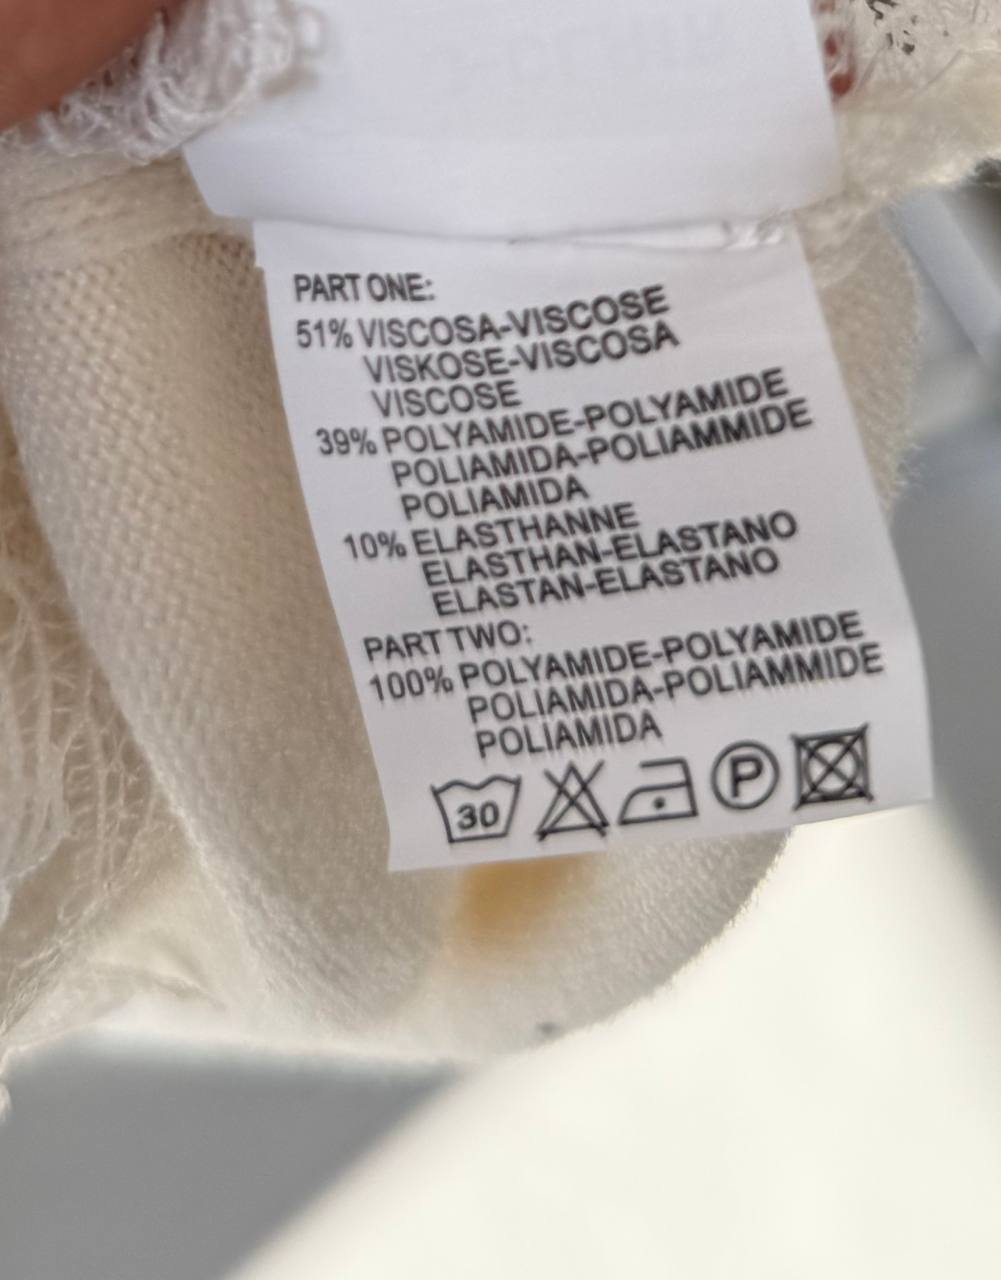 PART ONE:
51% VISCOSA-VISCOSE
VISKOSE-VISCOSA
VISCOSE
39% POLYAMIDE-POLYAMIDE
POLIAMIDA-POLIAMMIDE
POLIAMIDA
10% ELASTHANNE
ELASTHAN-ELASTANO
ELASTAN-ELASTANO
PART TWO:
100% POLYAMIDE-POLYAMIDE
POLIAMIDA-POLIAMMIDE
POLIAMIDA
30 P